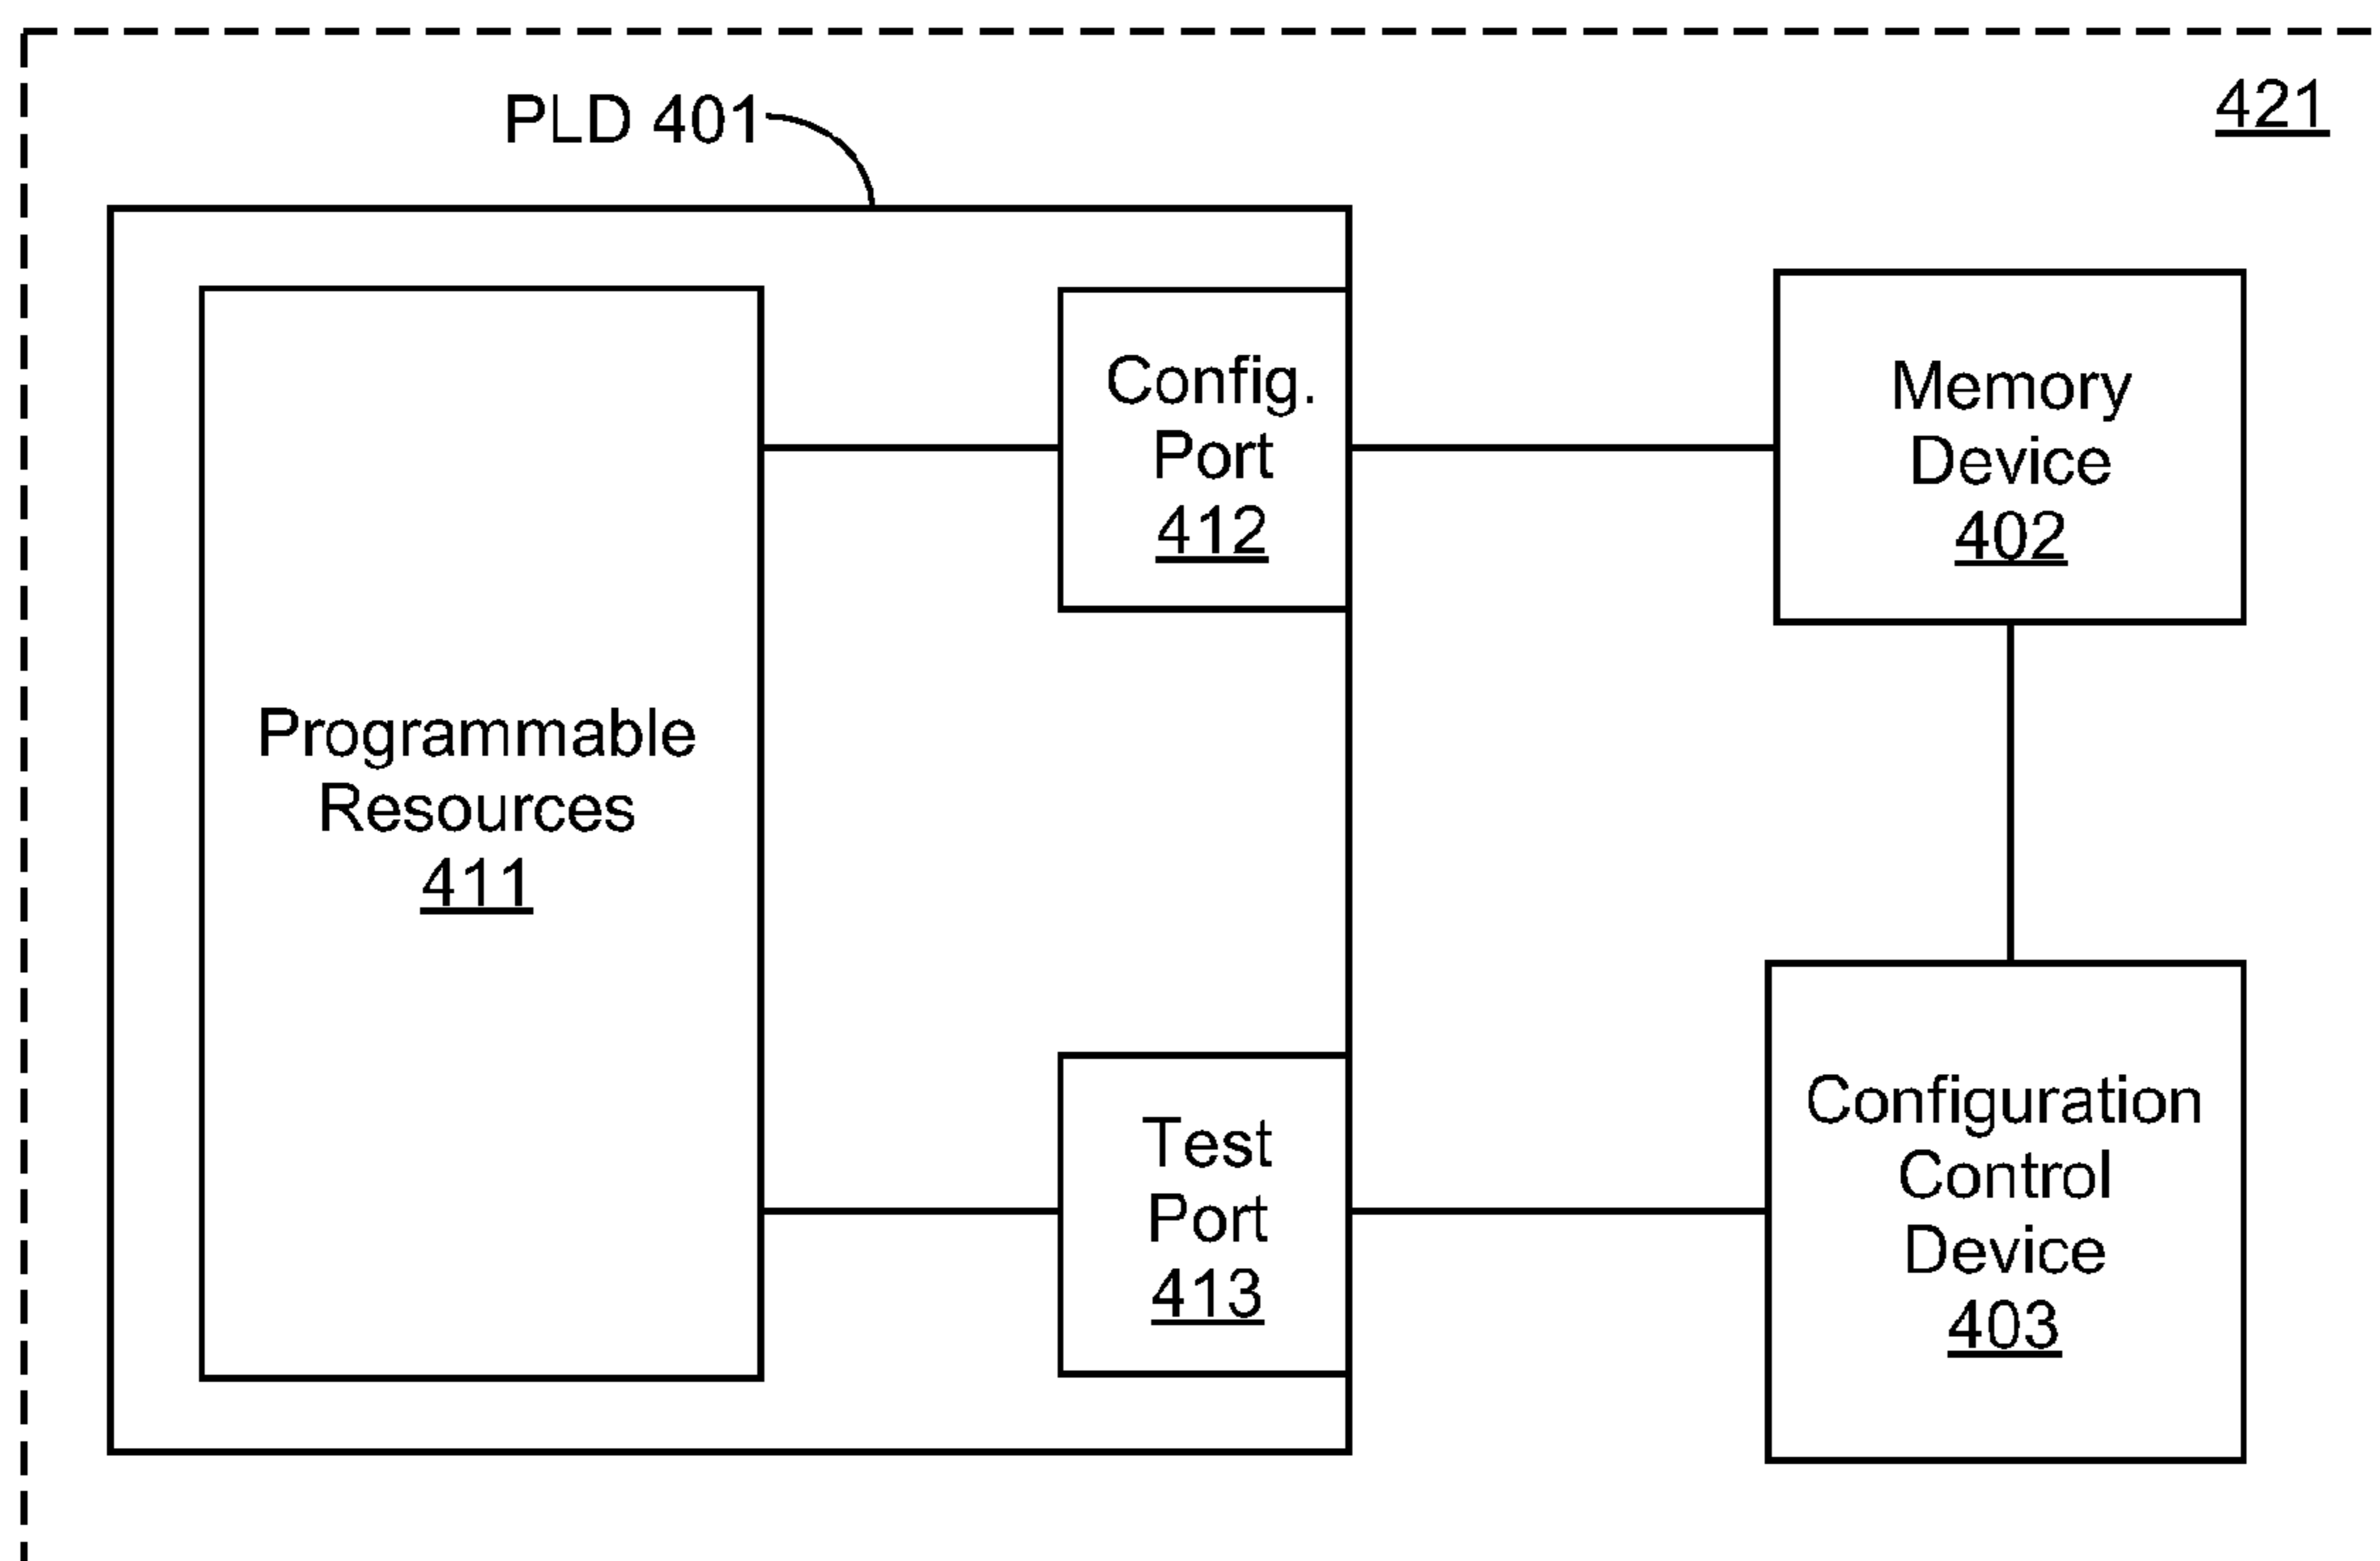 421
PLD 401
Config.
Port
412
Memory
Device
402
Programmable
Resources
411
Test
Port
413
Configuration
Control
Device
403